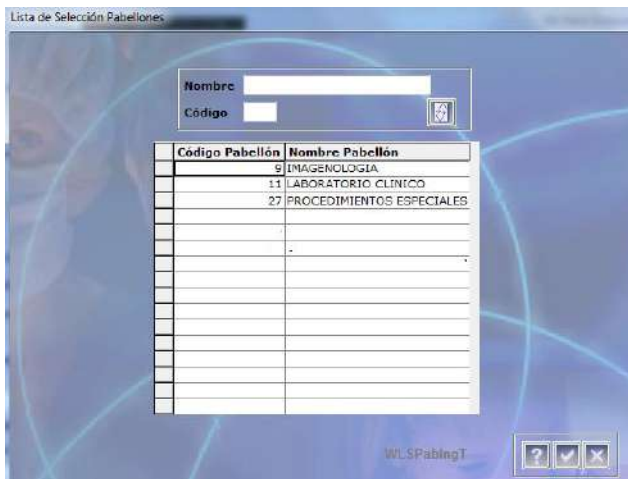 Lista de Selección Pabellones
Nombre
Código
Código Pabellón Nombre Pabellón
9 IMAGENOLOGIA
11 LABORATORIO CLINICO
27 PROCEDIMIENTOS ESPECIALES
WLSPabIngT
?